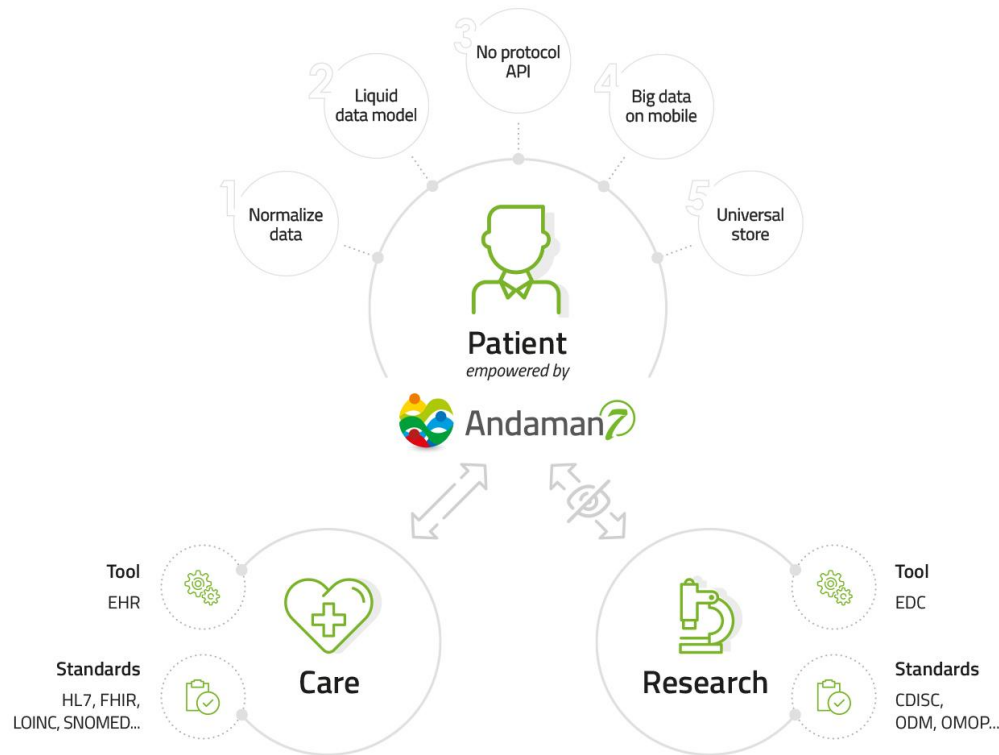 3
No protocol
API
2
Liquid
data model
4
Big data
on mobile
1
Normalize
data
5
Universal
store
Patient
empowered by
Andaman7
Tool
EHR
Standards
HL7, FHIR,
LOINC, SNOMED...
Care
Research
Tool
EDC
Standards
CDISC,
ODM, OMOP...